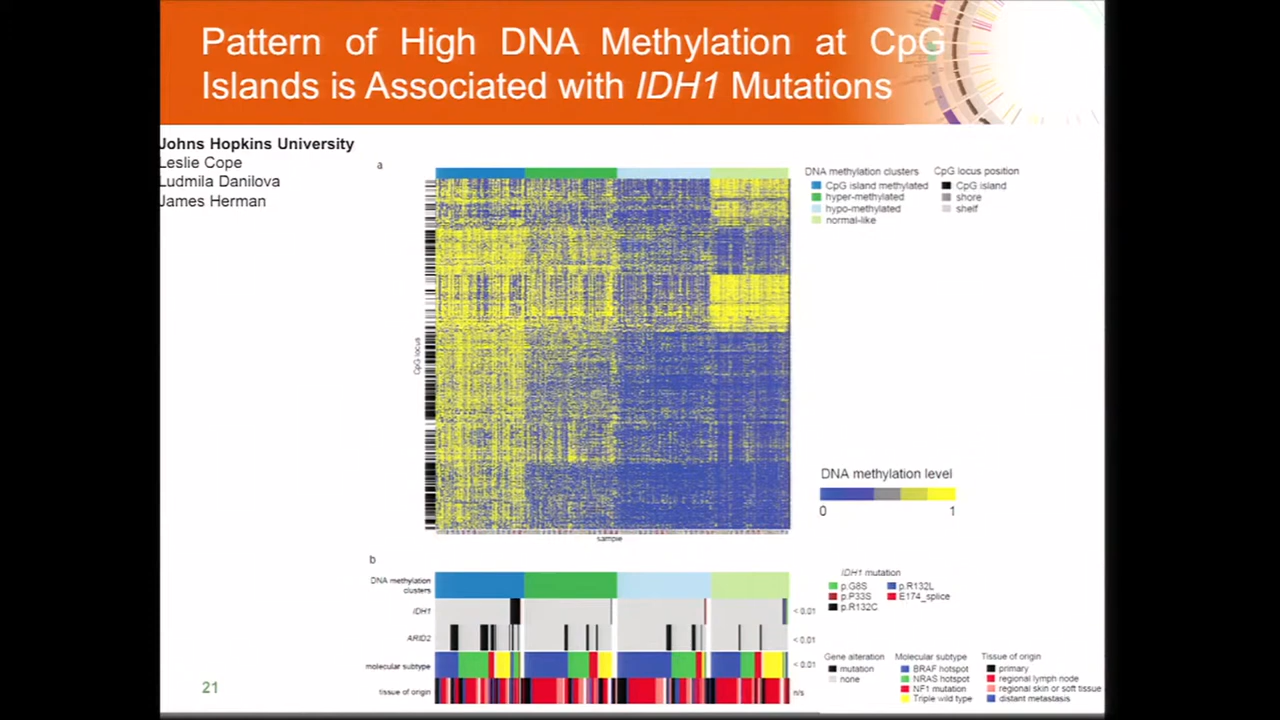 Pattern of High DNA Methylation at CpG
Islands is Associated with IDH1 Mutations
Johns Hopkins University
Leslie Cope
Ludmila Danilova
James Herman
a
DNA methylation clusters
CpG island methylated
hyper-methylated
hypo-methylated
normal-like
CpG locus position
CpG island
shore
shelf
CpG locus
sample
DNA methylation level
0
1
b
DNA methylation
clusters
IDH1
< 0.01
ARID2
< 0.01
molecular subtype
< 0.01
tissue of origin
n/s
IDH1 mutation
p.G8S
p.P33S
p.R132C
p.R132L
E174_splice
Gene alteration
mutation
none
Molecular subtype
BRAF hotspot
NRAS hotspot
NF1 mutation
Triple wild type
Tissue of origin
primary
regional lymph node
regional skin or soft tissue
distant metastasis
21